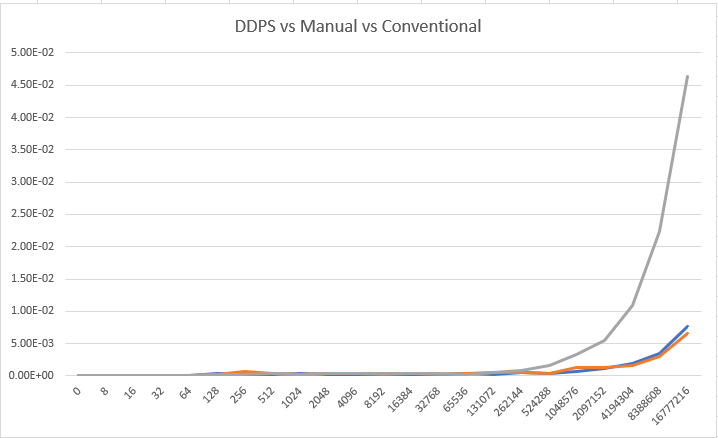 DDPS vs Manual vs Conventional
5.00E-02
4.50E-02
4.00E-02
3.50E-02
3.00E-02
2.50E-02
2.00E-02
1.50E-02
1.00E-02
5.00E-03
0.00E+00
0 8 16 32 64 128 256 512 1024 2048 4096 8192 16384 32768 65536 131072 262144 524288 1048576 2097152 4194304 8388608 16777216